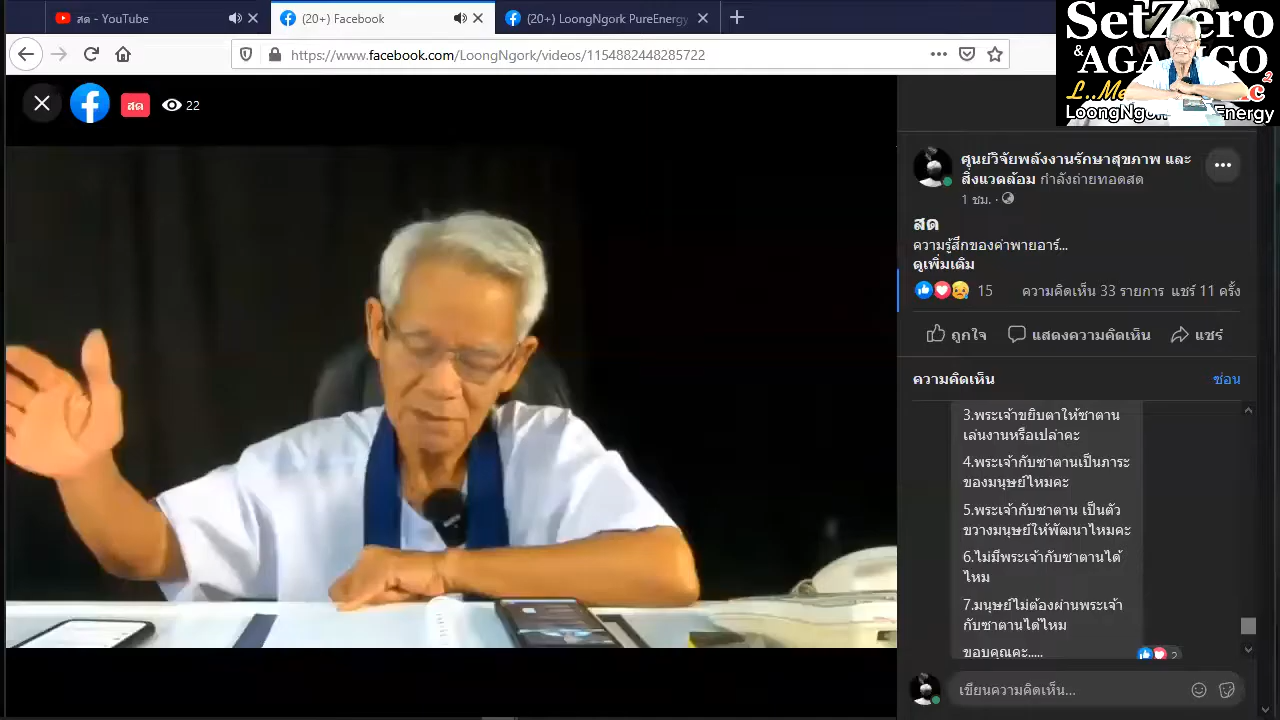 สด - YouTube
(20+) Facebook
(20+) LoongNgork PureEnergy
https://www.facebook.com/LoongNgork/videos/1154882448285722
SetZero
&
L..Me
LoongNgor
Energy
สด
22
ศูนย์วิจัยพลังงานรักษาสุขภาพ และ
สิ่งแวดล้อม กำลังถ่ายทอดสด
1 ชม.
สด
ความรู้สึกของค่าพายอาร์...
ดูเพิ่มเติม
15 ความคิดเห็น 33 รายการ แชร์ 11 ครั้ง
ถูกใจ แสดงความคิดเห็น แชร์
ความคิดเห็น ซ่อน
3.พระเจ้าขยิบตาให้ซาตาน
เล่นงานหรือเปล่าคะ
4.พระเจ้ากับซาตานเป็นภาระ
ของมนุษย์ไหมคะ
5.พระเจ้ากับซาตาน เป็นตัว
ขวางมนุษย์ให้พัฒนาไหมคะ
6.ไม่มีพระเจ้ากับซาตานได้
ไหม
7.มนุษย์ไม่ต้องผ่านพระเจ้า
กับซาตานได้ไหม
ขอบคุณคะ.....
2
เขียนความคิดเห็น...